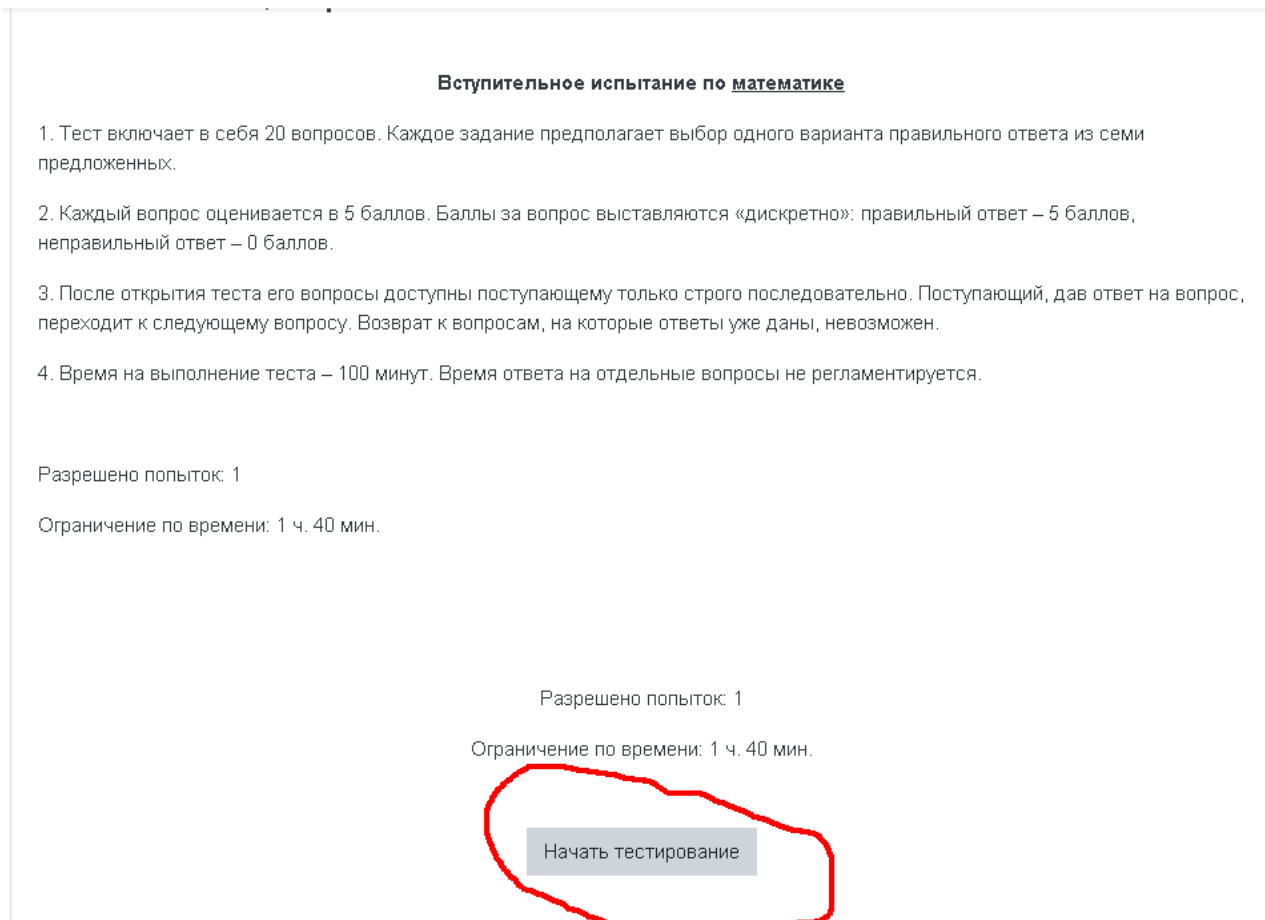 Вступительное испытание по математике
1. Тест включает в себя 20 вопросов. Каждое задание предполагает выбор одного варианта правильного ответа из семи
предложенных.
2. Каждый вопрос оценивается в 5 баллов. Баллы за вопрос выставляются «дискретно»: правильный ответ – 5 баллов,
неправильный ответ – 0 баллов.
3. После открытия теста его вопросы доступны поступающему только строго последовательно. Поступающий, дав ответ на вопрос,
переходит к следующему вопросу. Возврат к вопросам, на которые ответы уже даны, невозможен.
4. Время на выполнение теста – 100 минут. Время ответа на отдельные вопросы не регламентируется.
Разрешено попыток: 1
Ограничение по времени: 1 ч. 40 мин.
Разрешено попыток: 1
Ограничение по времени: 1 ч. 40 мин.
Начать тестирование